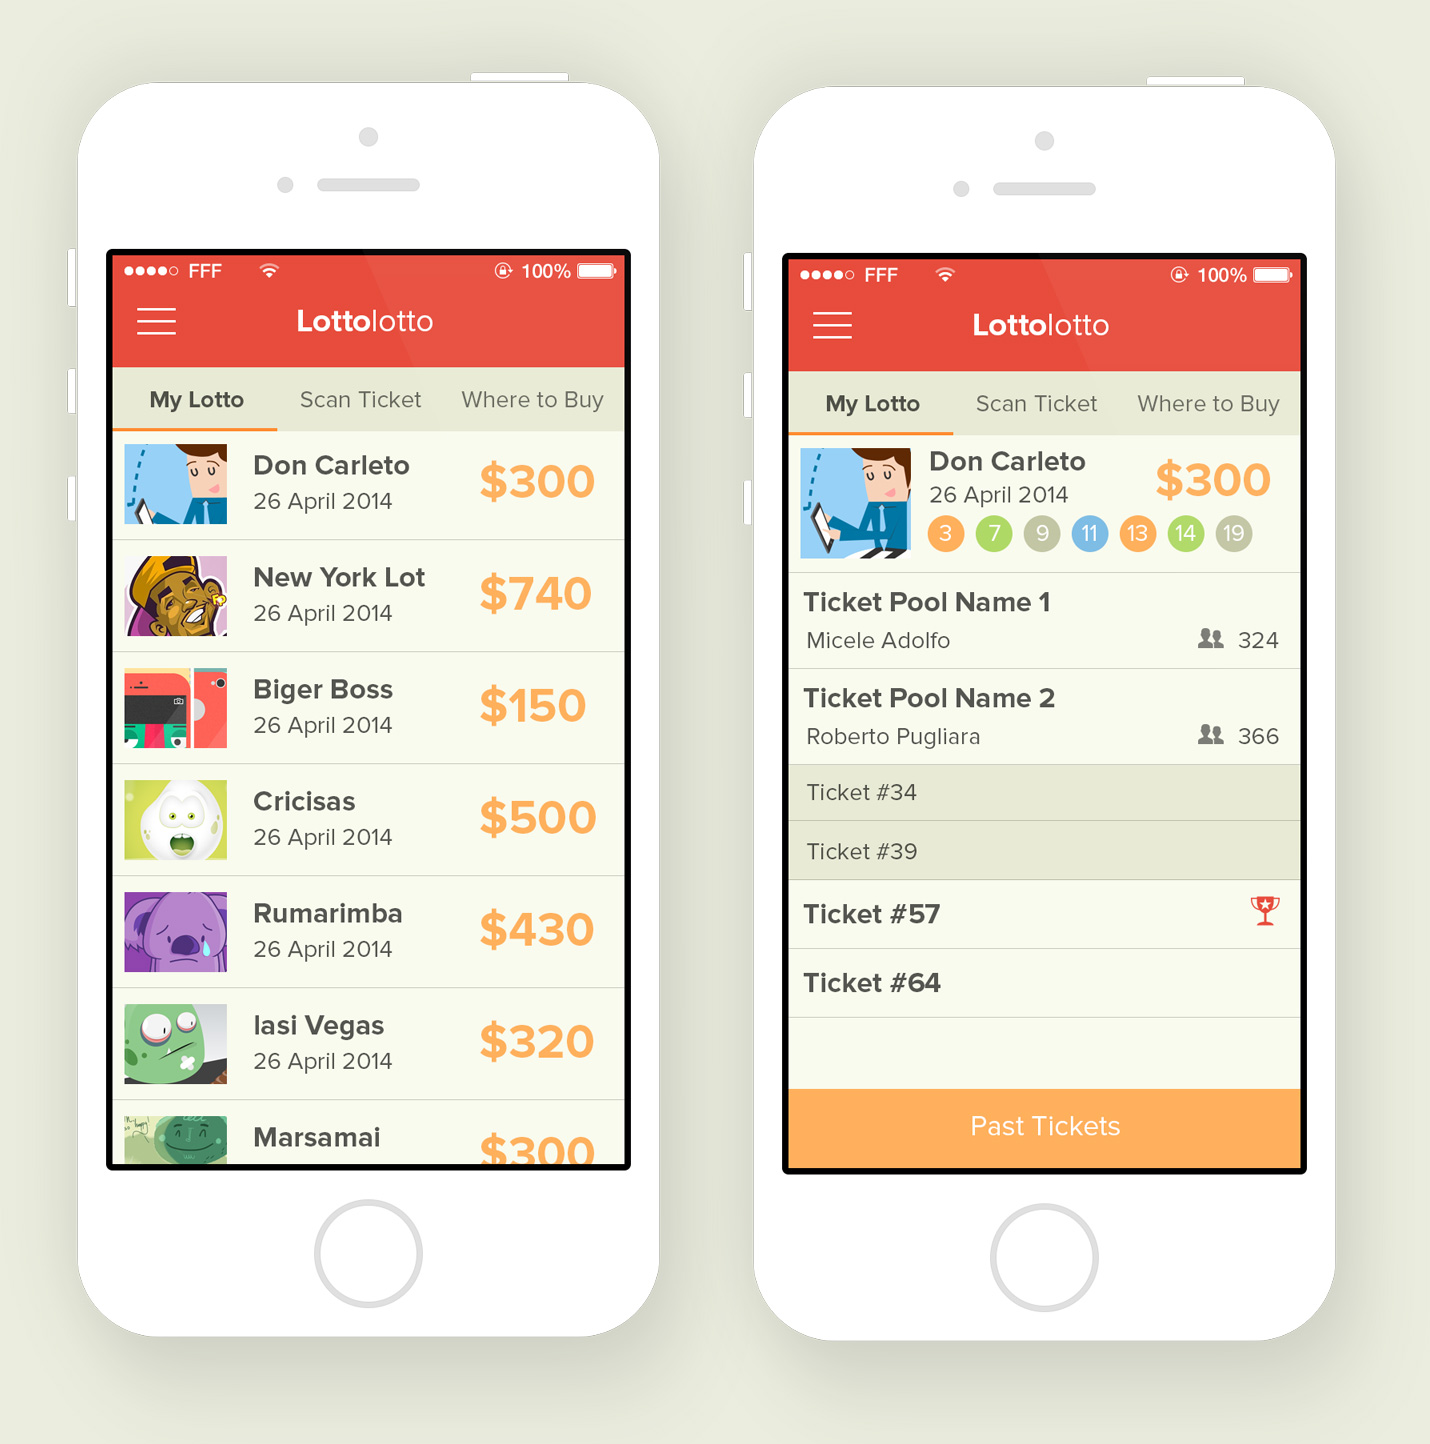 FFF 100%
Lottolotto
My Lotto Scan Ticket Where to Buy
Don Carleto $300
26 April 2014
New York Lot $740
26 April 2014
Biger Boss $150
26 April 2014
Cricisas $500
26 April 2014
Rumarimba $430
26 April 2014
Iasi Vegas $320
26 April 2014
Marsamai $300
FFF 100%
Lottolotto
My Lotto Scan Ticket Where to Buy
Don Carleto $300
26 April 2014
3 7 9 11 13 14 19
Ticket Pool Name 1
Micele Adolfo 324
Ticket Pool Name 2
Roberto Pugliara 366
Ticket #34
Ticket #39
Ticket #57
Ticket #64
Past Tickets